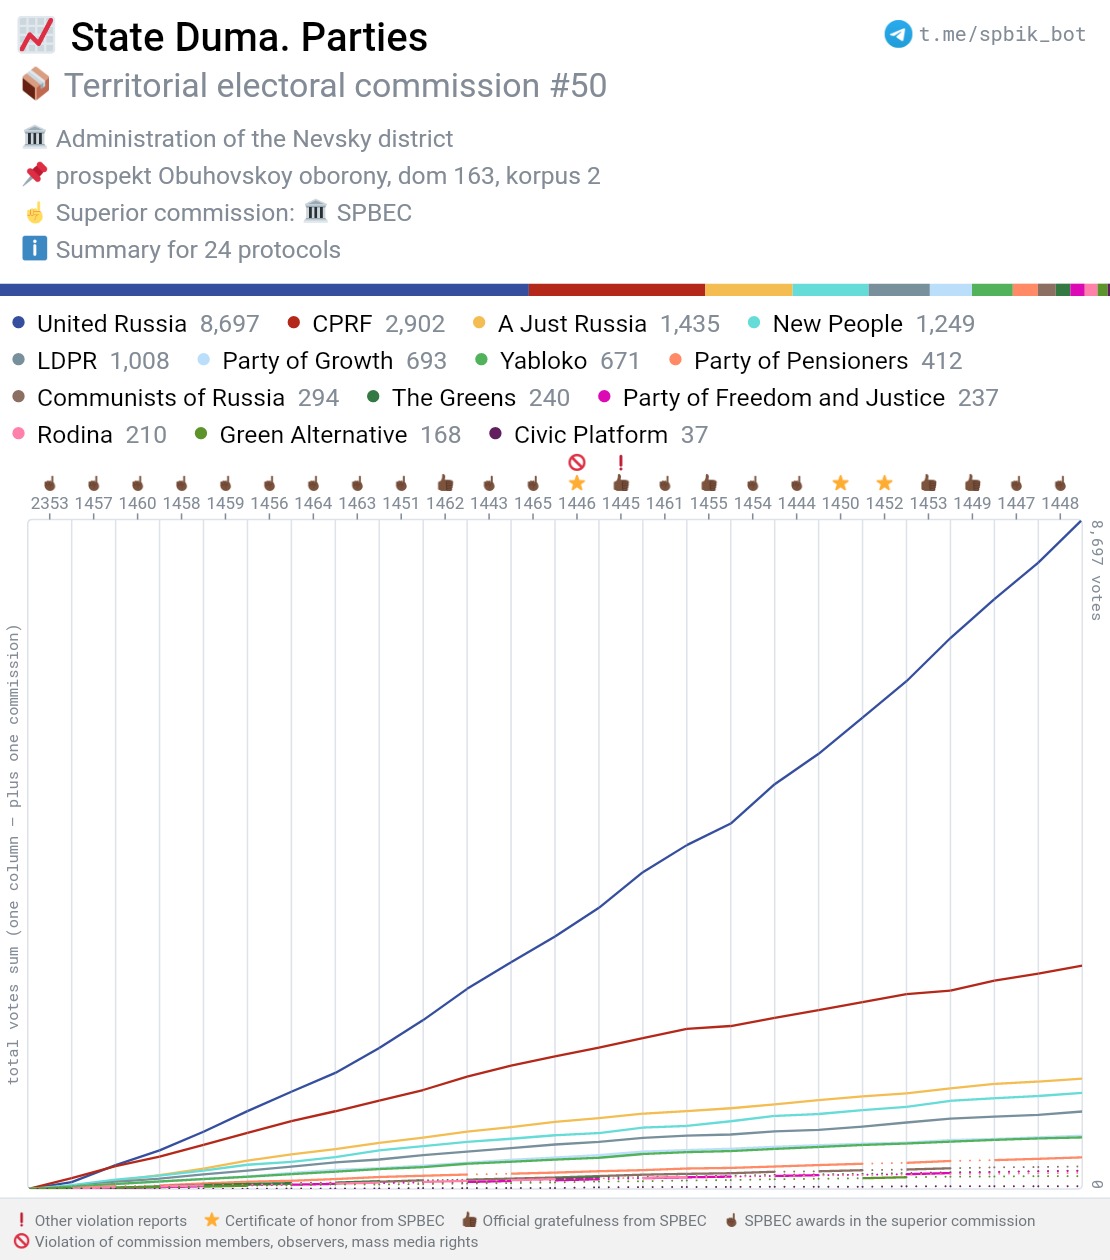 State Duma. Parties
t.me/spbik_bot
Territorial electoral commission #50
Administration of the Nevsky district
prospekt Obuhovskoy oborony, dom 163, korpus 2
Superior commission: SPBEC
Summary for 24 protocols
United Russia 8,697 CPRF 2,902 A Just Russia 1,435 New People 1,249
LDPR 1,008 Party of Growth 693 Yabloko 671 Party of Pensioners 412
Communists of Russia 294 The Greens 240 Party of Freedom and Justice 237
Rodina 210 Green Alternative 168 Civic Platform 37
2353 1457 1460 1458 1459 1456 1464 1463 1451 1462 1443 1465 1446 1445 1461 1455 1454 1444 1450 1452 1453 1449 1447 1448
8,697 votes
total votes sum (one column – plus one commission)
0
Other violation reports Certificate of honor from SPBEC Official gratefulness from SPBEC SPBEC awards in the superior commission
Violation of commission members, observers, mass media rights